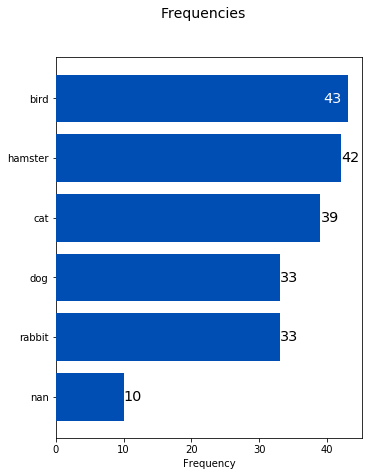 Frequencies
bird 43
hamster 42
cat 39
dog 33
rabbit 33
nan 10
0 10 20 30 40
Frequency